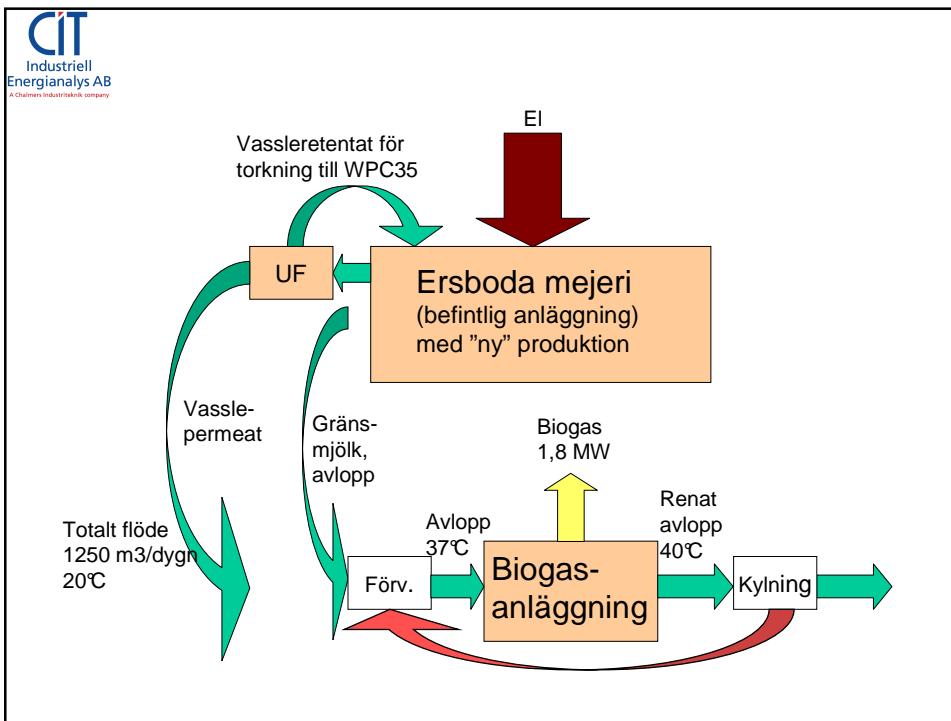 CIT
Industriell
Energianalys AB
A Chalmers Industriteknik company
El
Vassleretentat för
torkning till WPC35
UF
Ersboda mejeri
(befintlig anläggning)
med ”ny” produktion
Vassle-
permeat
Gräns-
mjölk,
avlopp
Biogas
1,8 MW
Totalt flöde
1250 m3/dygn
20°C
Avlopp
37°C
Renat
avlopp
40°C
Förv.
Biogas-
anläggning
Kylning